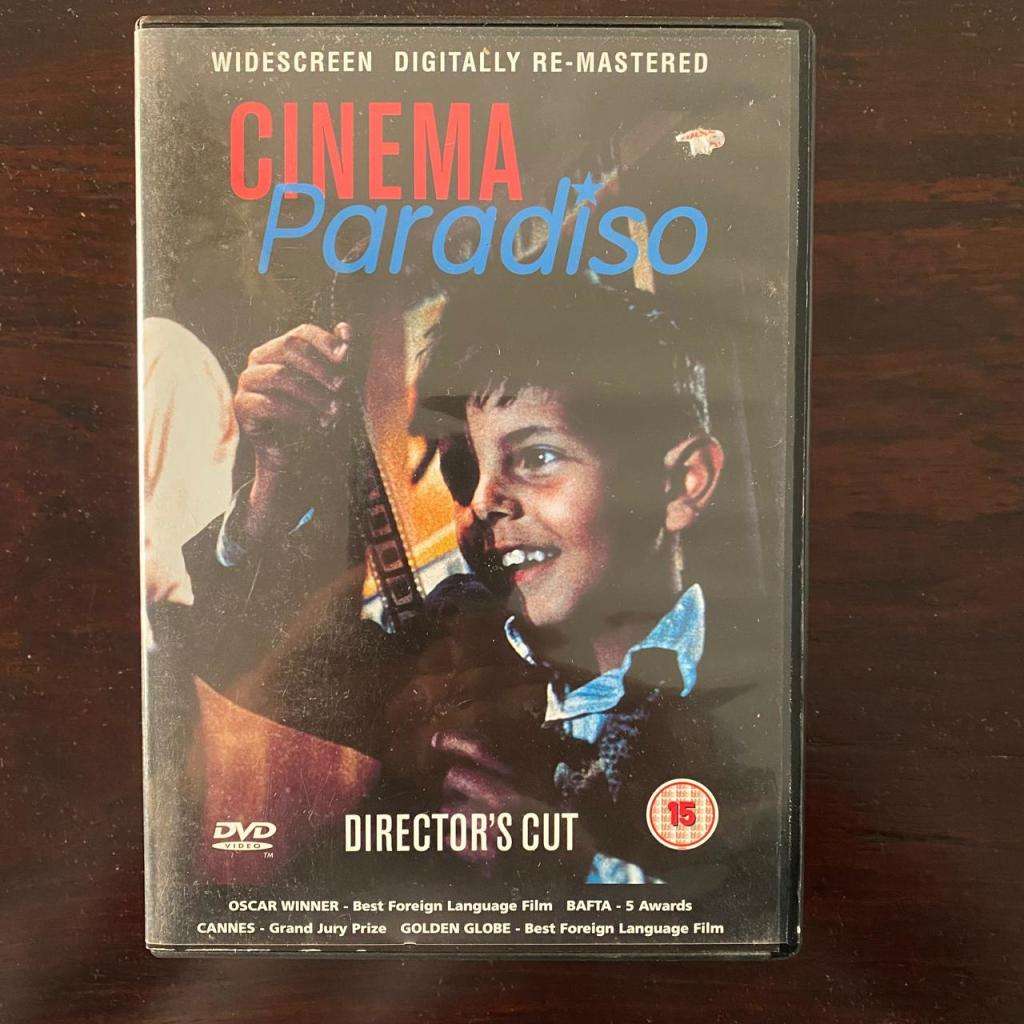 WIDESCREEN DIGITALLY RE-MASTERED
CINEMA
Paradiso
DVD
VIDEO
TM
DIRECTOR'S CUT
15
OSCAR WINNER - Best Foreign Language Film BAFTA - 5 Awards
CANNES - Grand Jury Prize GOLDEN GLOBE - Best Foreign Language Film